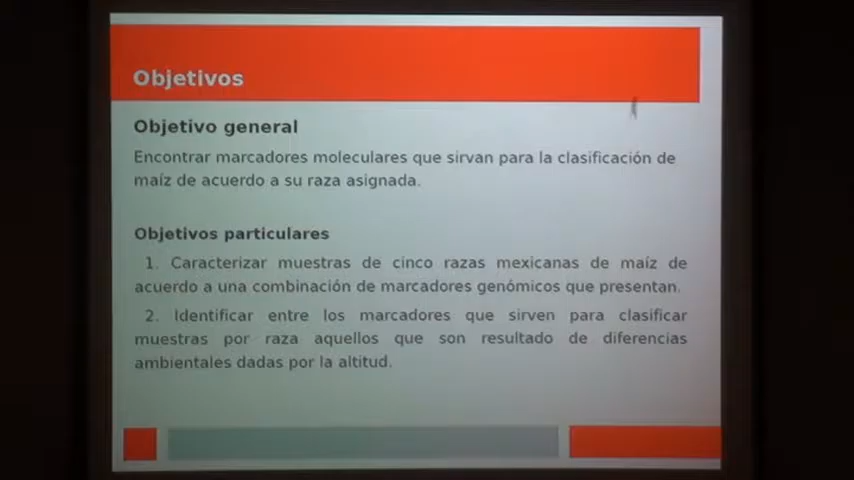 Objetivos
Objetivo general
Encontrar marcadores moleculares que sirvan para la clasificación de
maíz de acuerdo a su raza asignada.
Objetivos particulares
1. Caracterizar muestras de cinco razas mexicanas de maíz de
acuerdo a una combinación de marcadores genómicos que presentan.
2. Identificar entre los marcadores que sirven para clasificar
muestras por raza aquellos que son resultado de diferencias
ambientales dadas por la altitud.